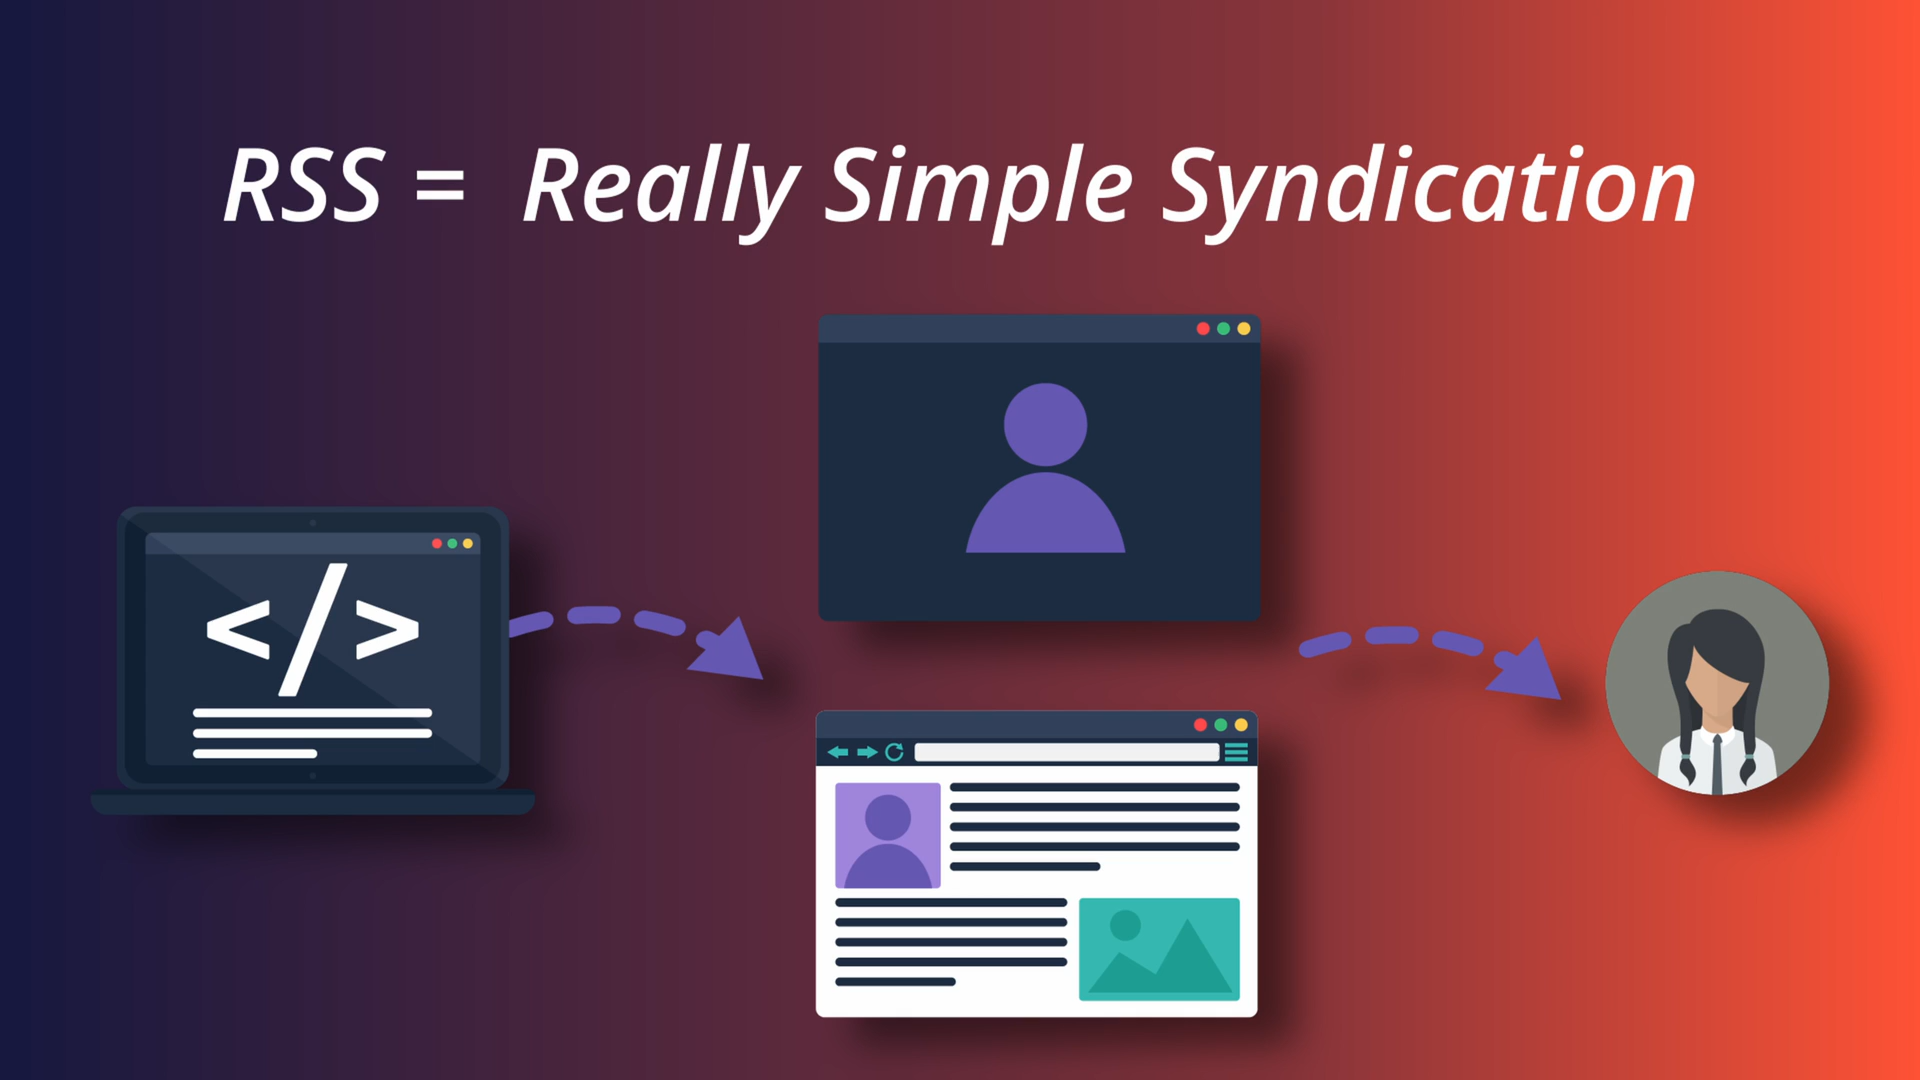 RSS = Really Simple Syndication
</>